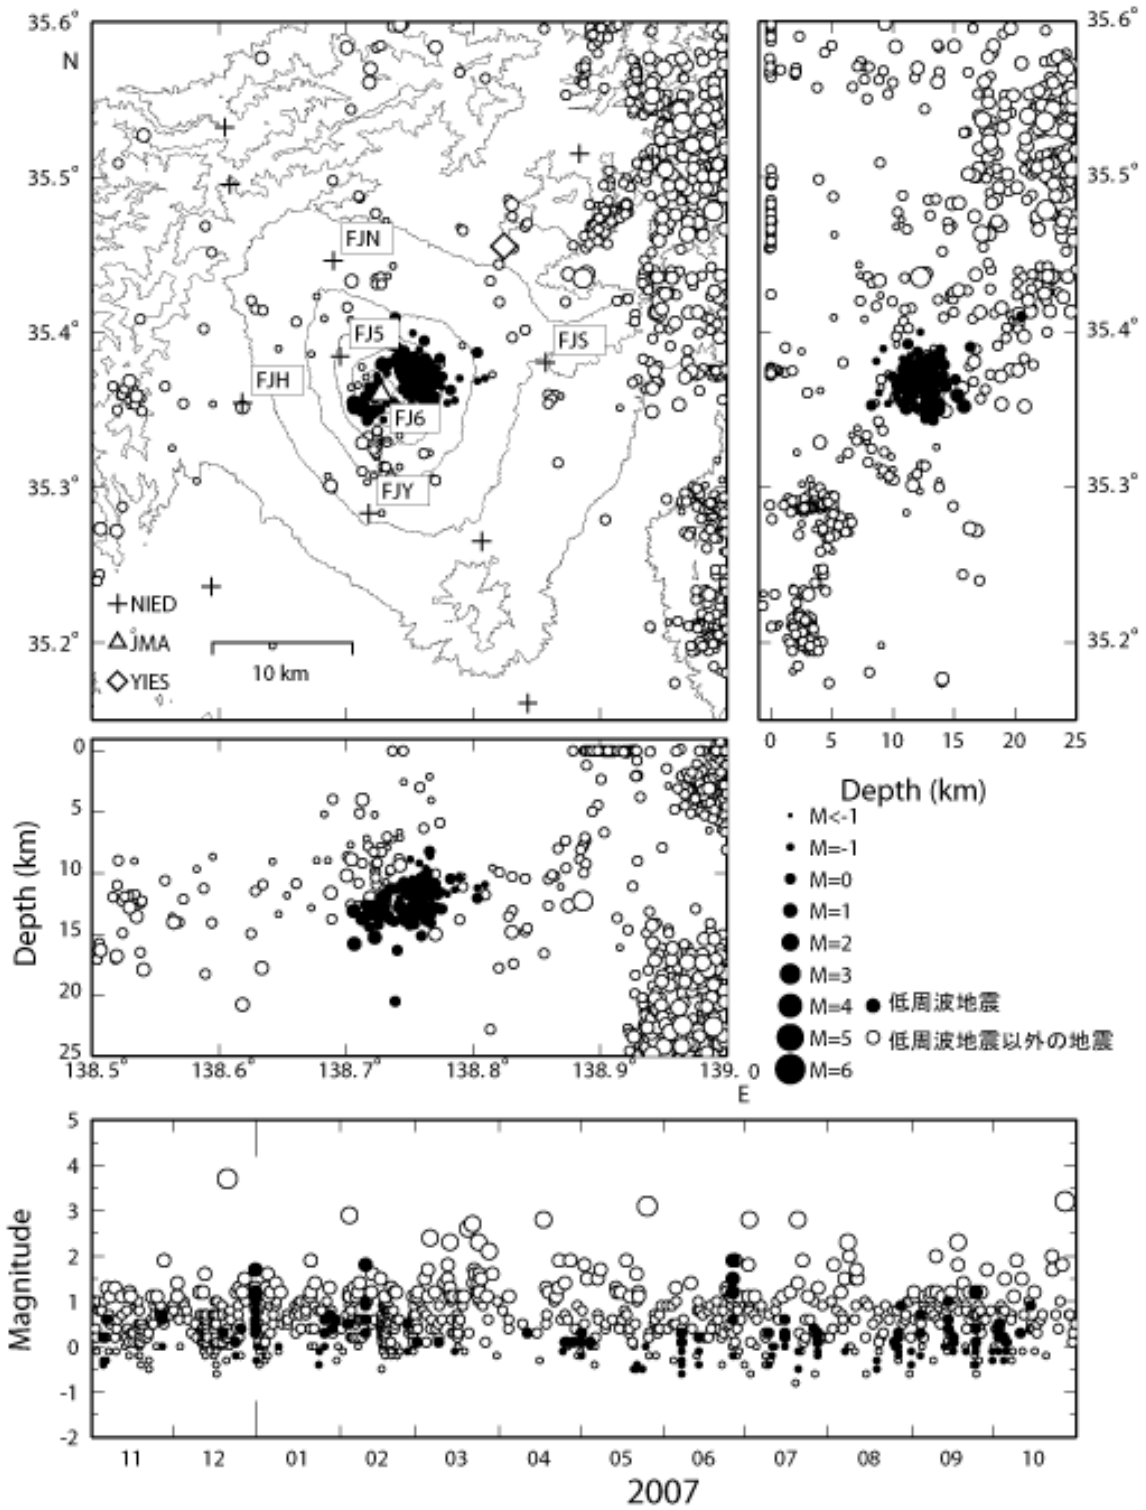 35.6°
N
35.5°
35.4°
35.3°
35.2°
FJN
FJ5
FJS
FJH
FJ6
FJY
NIED
JMA
YIES
10 km
35.6°
35.5°
35.4°
35.3°
35.2°
0 5 10 15 20 25
Depth (km)
0
5
10
15
20
25
Depth (km)
138.5° 138.6° 138.7° 138.8° 138.9° 139.0
E
M<-1
M=-1
M=0
M=1
M=2
M=3
M=4
M=5
M=6
低周波地震
低周波地震以外の地震
5
4
3
2
1
0
-1
-2
Magnitude
11 12 01 02 03 04 05 06 07 08 09 10
2007